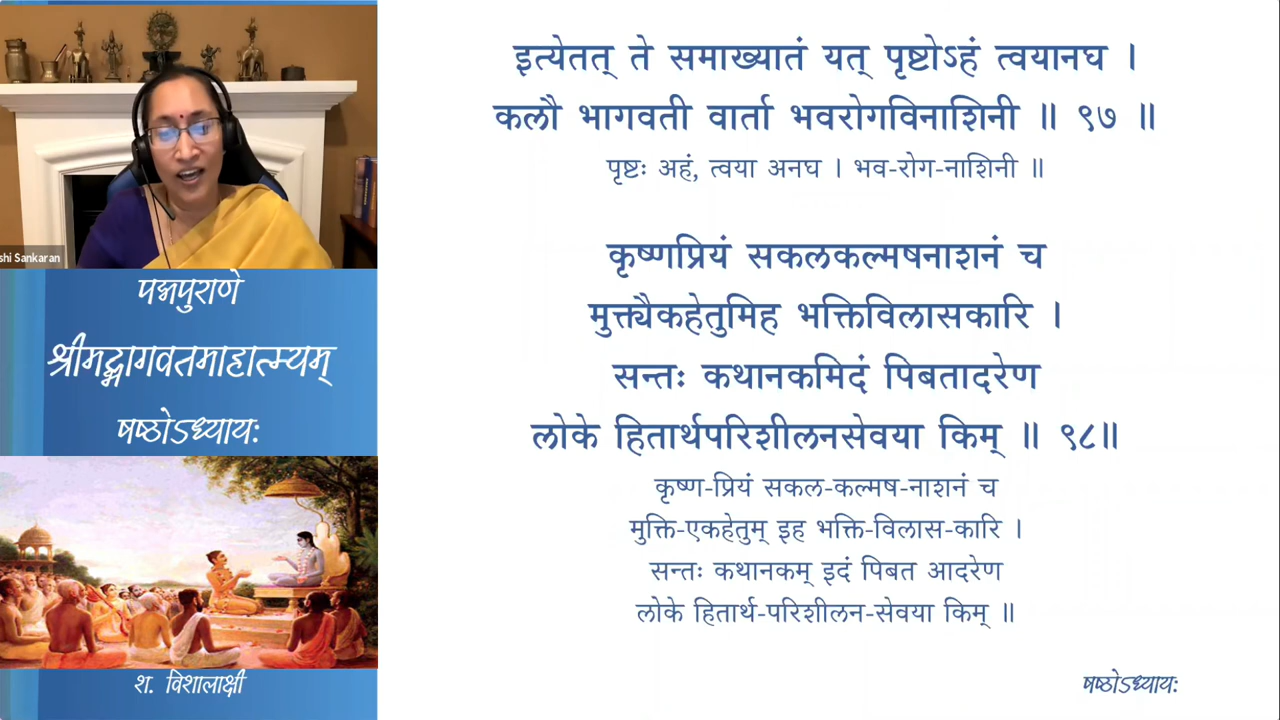 shi Sankaran
पद्मपुराणे
श्रीमद्भागवतमाहात्म्यम्
षष्ठोऽध्यायः
श. विशालाक्षी
इत्येतत् ते समाख्यातं यत् पृष्टोऽहं त्वयानघ ।
कलौ भागवती वार्ता भवरोगविनाशिनी ॥ ९७ ॥
पृष्टः अहं, त्वया अनघ । भव-रोग-नाशिनी ॥
कृष्णप्रियं सकलकल्मषनाशनं च
मुक्त्यैकहेतुमिह भक्तिविलासकारि ।
सन्तः कथानकमिदं पिबतादरेण
लोके हितार्थपरिशीलनसेवया किम् ॥ ९८॥
कृष्ण-प्रियं सकल-कल्मष-नाशनं च
मुक्ति-एकहेतुम् इह भक्ति-विलास-कारि ।
सन्तः कथानकम् इदं पिबत आदरेण
लोके हितार्थ-परिशीलन-सेवया किम् ॥
षष्ठोऽध्यायः